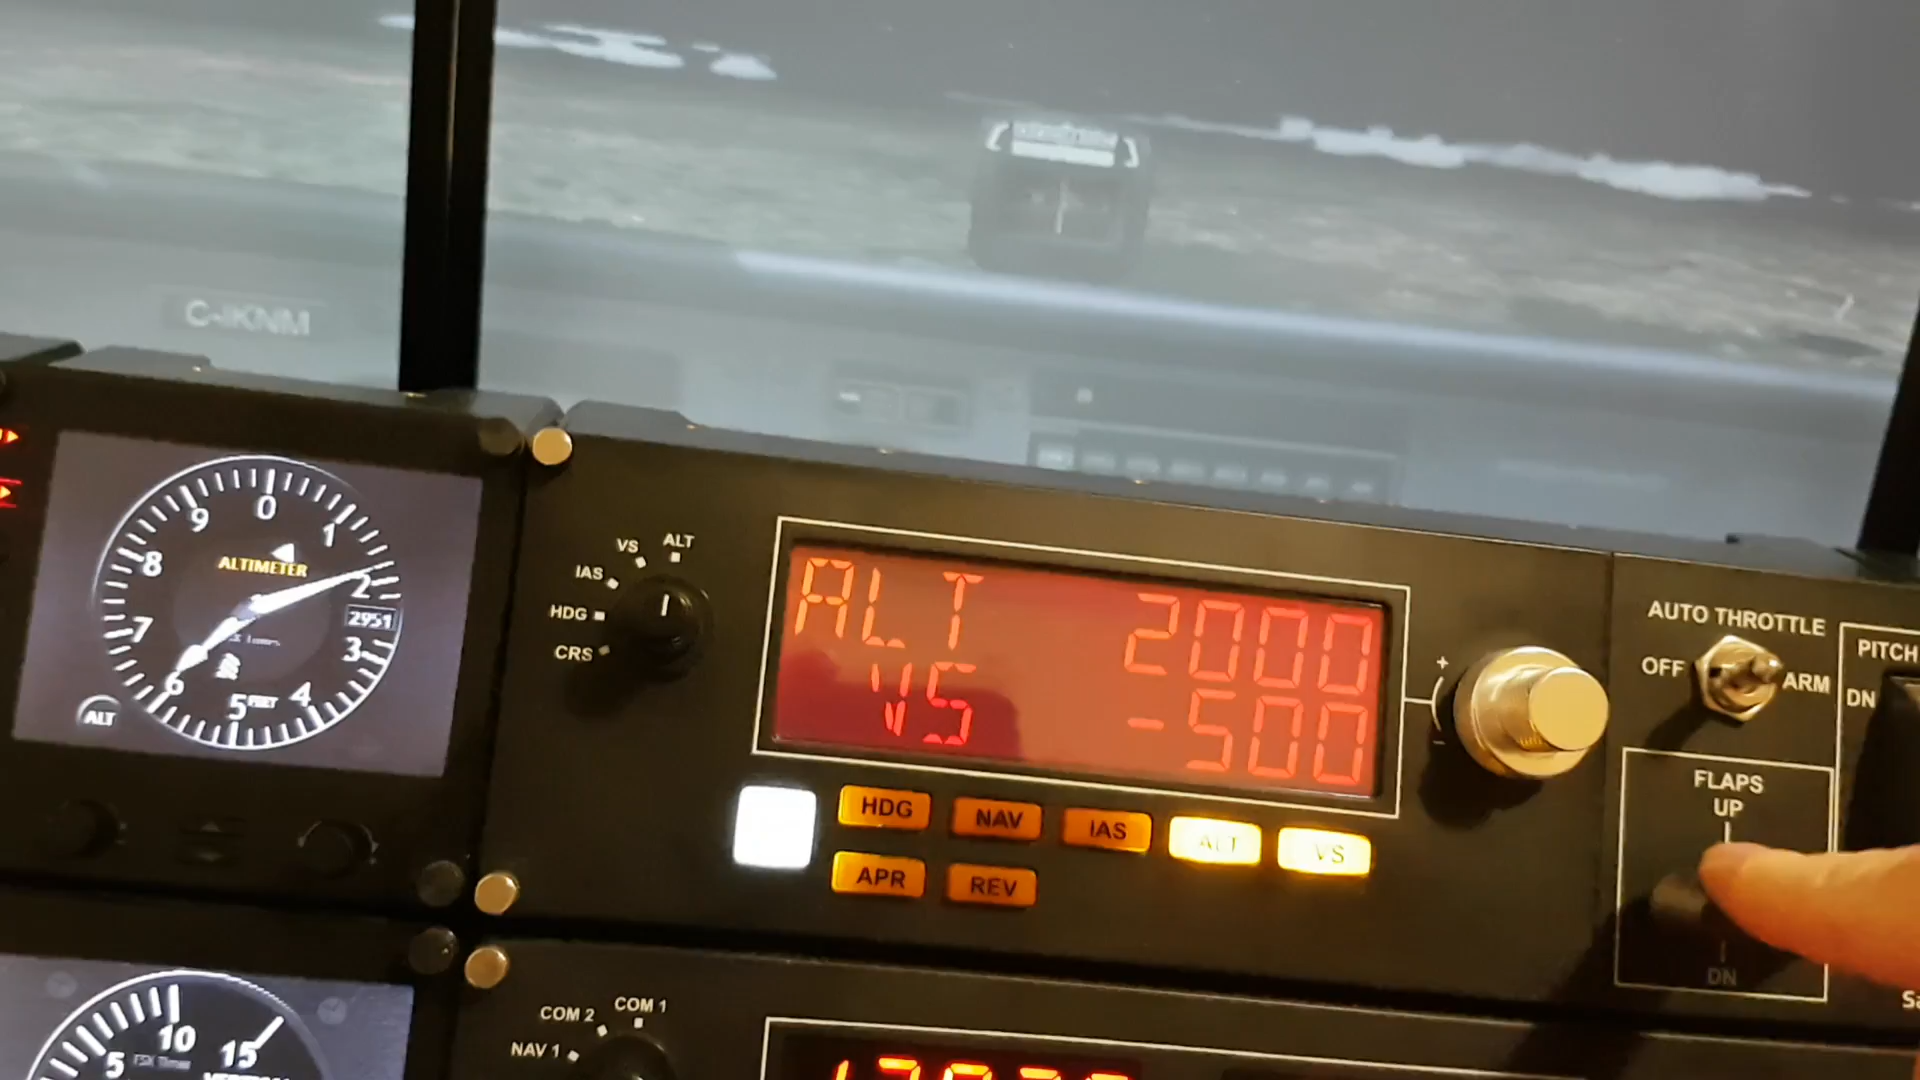 C-IKNM
0
1
2
3
4
5
6
7
8
9
ALTIMETER
2951
FEET
ALT
ALT
VS
IAS
HDG
CRS
ALT 2000
VS -500
+
-
HDG NAV IAS ALT VS
APR REV
AUTO THROTTLE
OFF ARM
PITCH
DN
FLAPS
UP
DN
COM 1
COM 2
NAV 1
5 10 15